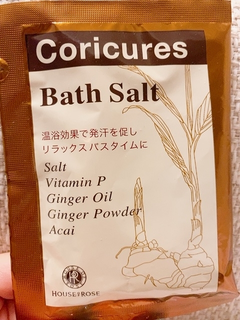 Coricures
Bath Salt
温浴効果で発汗を促し
リラックスバスタイムに
Salt
Vitamin P
Ginger Oil
Ginger Powder
Acai
HOUSE OF ROSE